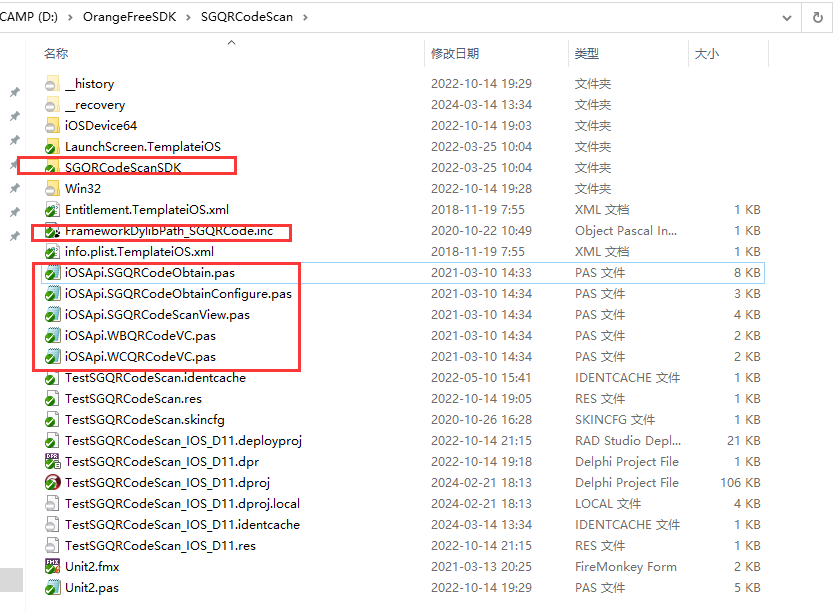 CAMP (D:) > OrangeFreeSDK > SGQRCodeScan >
名称 修改日期 类型 大小
__history 2022-10-14 19:29 文件夹
__recovery 2024-03-14 13:34 文件夹
iOSDevice64 2022-10-14 19:03 文件夹
LaunchScreen.TemplateiOS 2022-03-25 10:04 文件夹
SGQRCodeScanSDK 2022-03-25 10:04 文件夹
Win32 2022-10-14 19:28 文件夹
Entitlement.TemplateiOS.xml 2018-11-19 7:55 XML 文档 1 KB
FrameworkDylibPath_SGQRCode.inc 2020-10-22 10:49 Object Pascal In... 1 KB
info.plist.TemplateiOS.xml 2018-11-19 7:55 XML 文档 1 KB
iOSApi.SGQRCodeObtain.pas 2021-03-10 14:33 PAS 文件 8 KB
iOSApi.SGQRCodeObtainConfigure.pas 2021-03-10 14:34 PAS 文件 3 KB
iOSApi.SGQRCodeScanView.pas 2021-03-10 14:34 PAS 文件 4 KB
iOSApi.WBQRCodeVC.pas 2021-03-10 14:34 PAS 文件 2 KB
iOSApi.WCQRCodeVC.pas 2021-03-10 14:34 PAS 文件 2 KB
TestSGQRCodeScan.identcache 2022-05-10 15:41 IDENTCACHE 文件 1 KB
TestSGQRCodeScan.res 2022-10-14 19:05 RES 文件 1 KB
TestSGQRCodeScan.skincfg 2020-10-26 16:28 SKINCFG 文件 1 KB
TestSGQRCodeScan_IOS_D11.deployproj 2022-10-14 21:15 RAD Studio Depl... 21 KB
TestSGQRCodeScan_IOS_D11.dpr 2022-10-14 19:18 Delphi Project File 1 KB
TestSGQRCodeScan_IOS_D11.dproj 2024-02-21 18:13 Delphi Project File 106 KB
TestSGQRCodeScan_IOS_D11.dproj.local 2024-02-21 18:13 LOCAL 文件 4 KB
TestSGQRCodeScan_IOS_D11.identcache 2024-03-14 13:34 IDENTCACHE 文件 1 KB
TestSGQRCodeScan_IOS_D11.res 2022-10-14 21:15 RES 文件 1 KB
Unit2.fmx 2021-03-13 20:25 FireMonkey Form 2 KB
Unit2.pas 2022-10-14 19:29 PAS 文件 5 KB